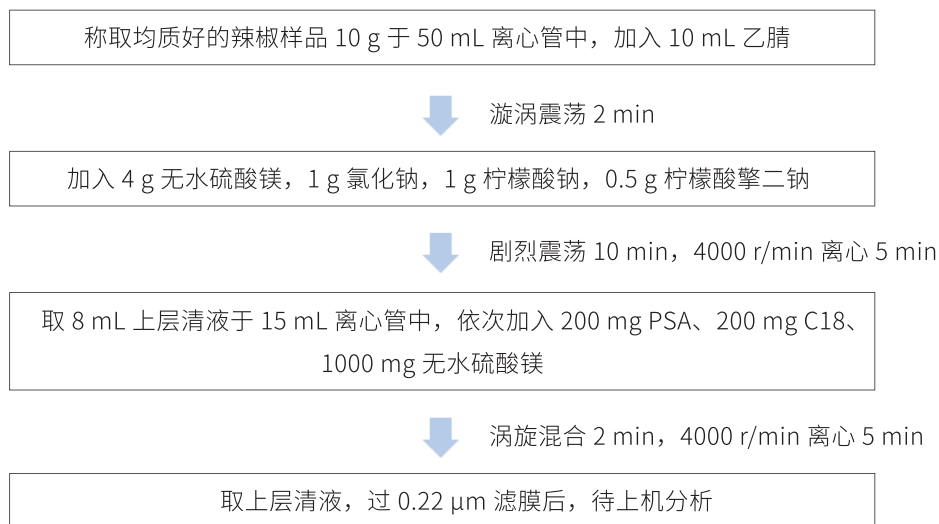 称取均质好的辣椒样品 10 g 于 50 mL 离心管中，加入 10 mL 乙腈
漩涡震荡 2 min
加入 4 g 无水硫酸镁，1 g 氯化钠，1 g 柠檬酸钠，0.5 g 柠檬酸擎二钠
剧烈震荡 10 min，4000 r/min 离心 5 min
取 8 mL 上层清液于 15 mL 离心管中，依次加入 200 mg PSA、200 mg C18、
1000 mg 无水硫酸镁
涡旋混合 2 min，4000 r/min 离心 5 min
取上层清液，过 0.22 μm 滤膜后，待上机分析